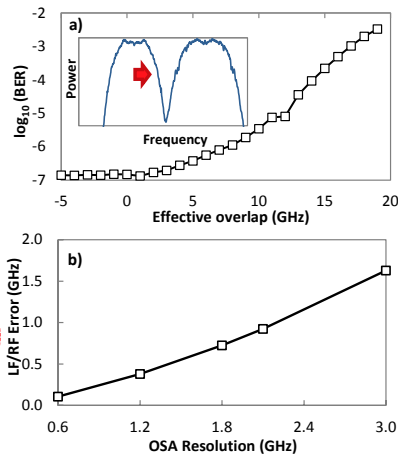 a)
-2
-3
-4
-5
-6
-7
log10 (BER)
Power
Frequency
-5 0 5 10 15 20
Effective overlap (GHz)
b)
2.0
1.5
1.0
0.5
0.0
LF/RF Error (GHz)
0.6 1.2 1.8 2.4 3.0
OSA Resolution (GHz)